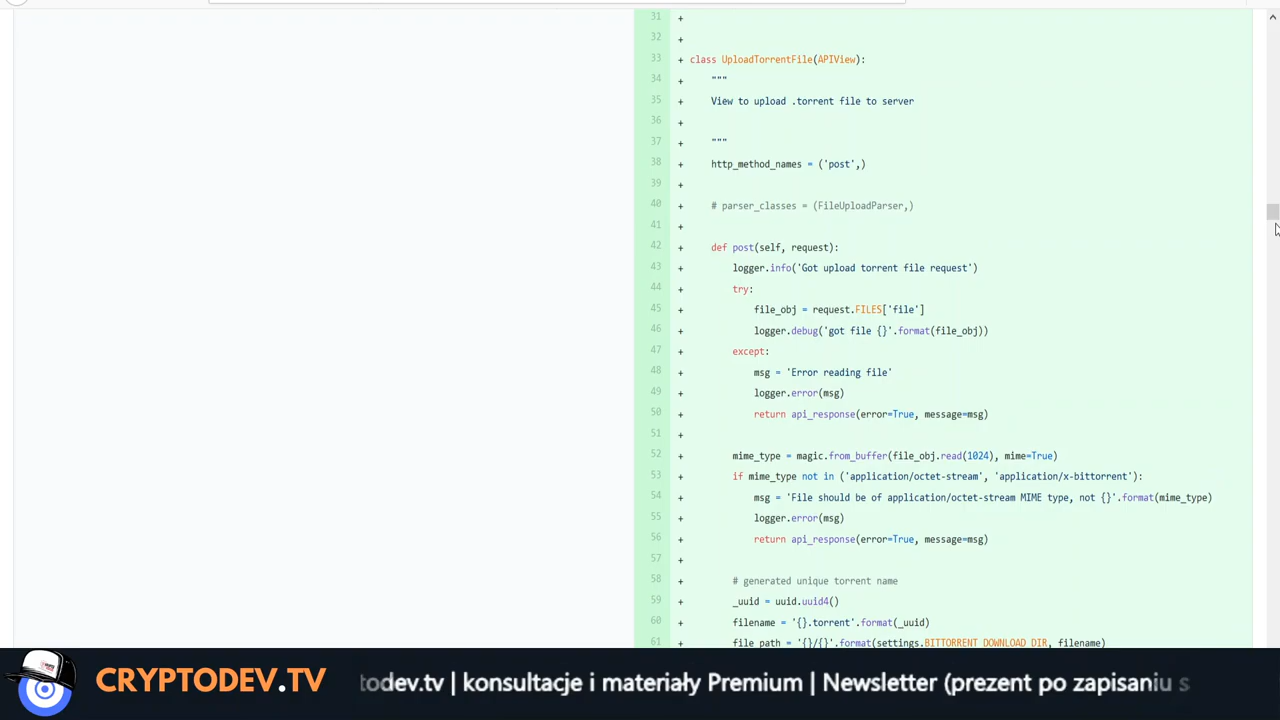 31 +
32 +
33 + class UploadTorrentFile(APIView):
34 + """
35 + View to upload .torrent file to server
36 +
37 + """
38 + http_method_names = ('post',)
39 +
40 + # parser_classes = (FileUploadParser,)
41 +
42 + def post(self, request):
43 + logger.info('Got upload torrent file request')
44 + try:
45 + file_obj = request.FILES['file']
46 + logger.debug('got file {}'.format(file_obj))
47 + except:
48 + msg = 'Error reading file'
49 + logger.error(msg)
50 + return api_response(error=True, message=msg)
51 +
52 + mime_type = magic.from_buffer(file_obj.read(1024), mime=True)
53 + if mime_type not in ('application/octet-stream', 'application/x-bittorrent'):
54 + msg = 'File should be of application/octet-stream MIME type, not {}'.format(mime_type)
55 + logger.error(msg)
56 + return api_response(error=True, message=msg)
57 +
58 + # generated unique torrent name
59 + _uuid = uuid.uuid4()
60 + filename = '{}.torrent'.format(_uuid)
61 + file_path = '{}/{}'.format(settings.BITTORRENT_DOWNLOAD_DIR, filename)
CRYPTODEV.TV
todev.tv | konsultacje i materiały Premium | Newsletter (prezent po zapisaniu s